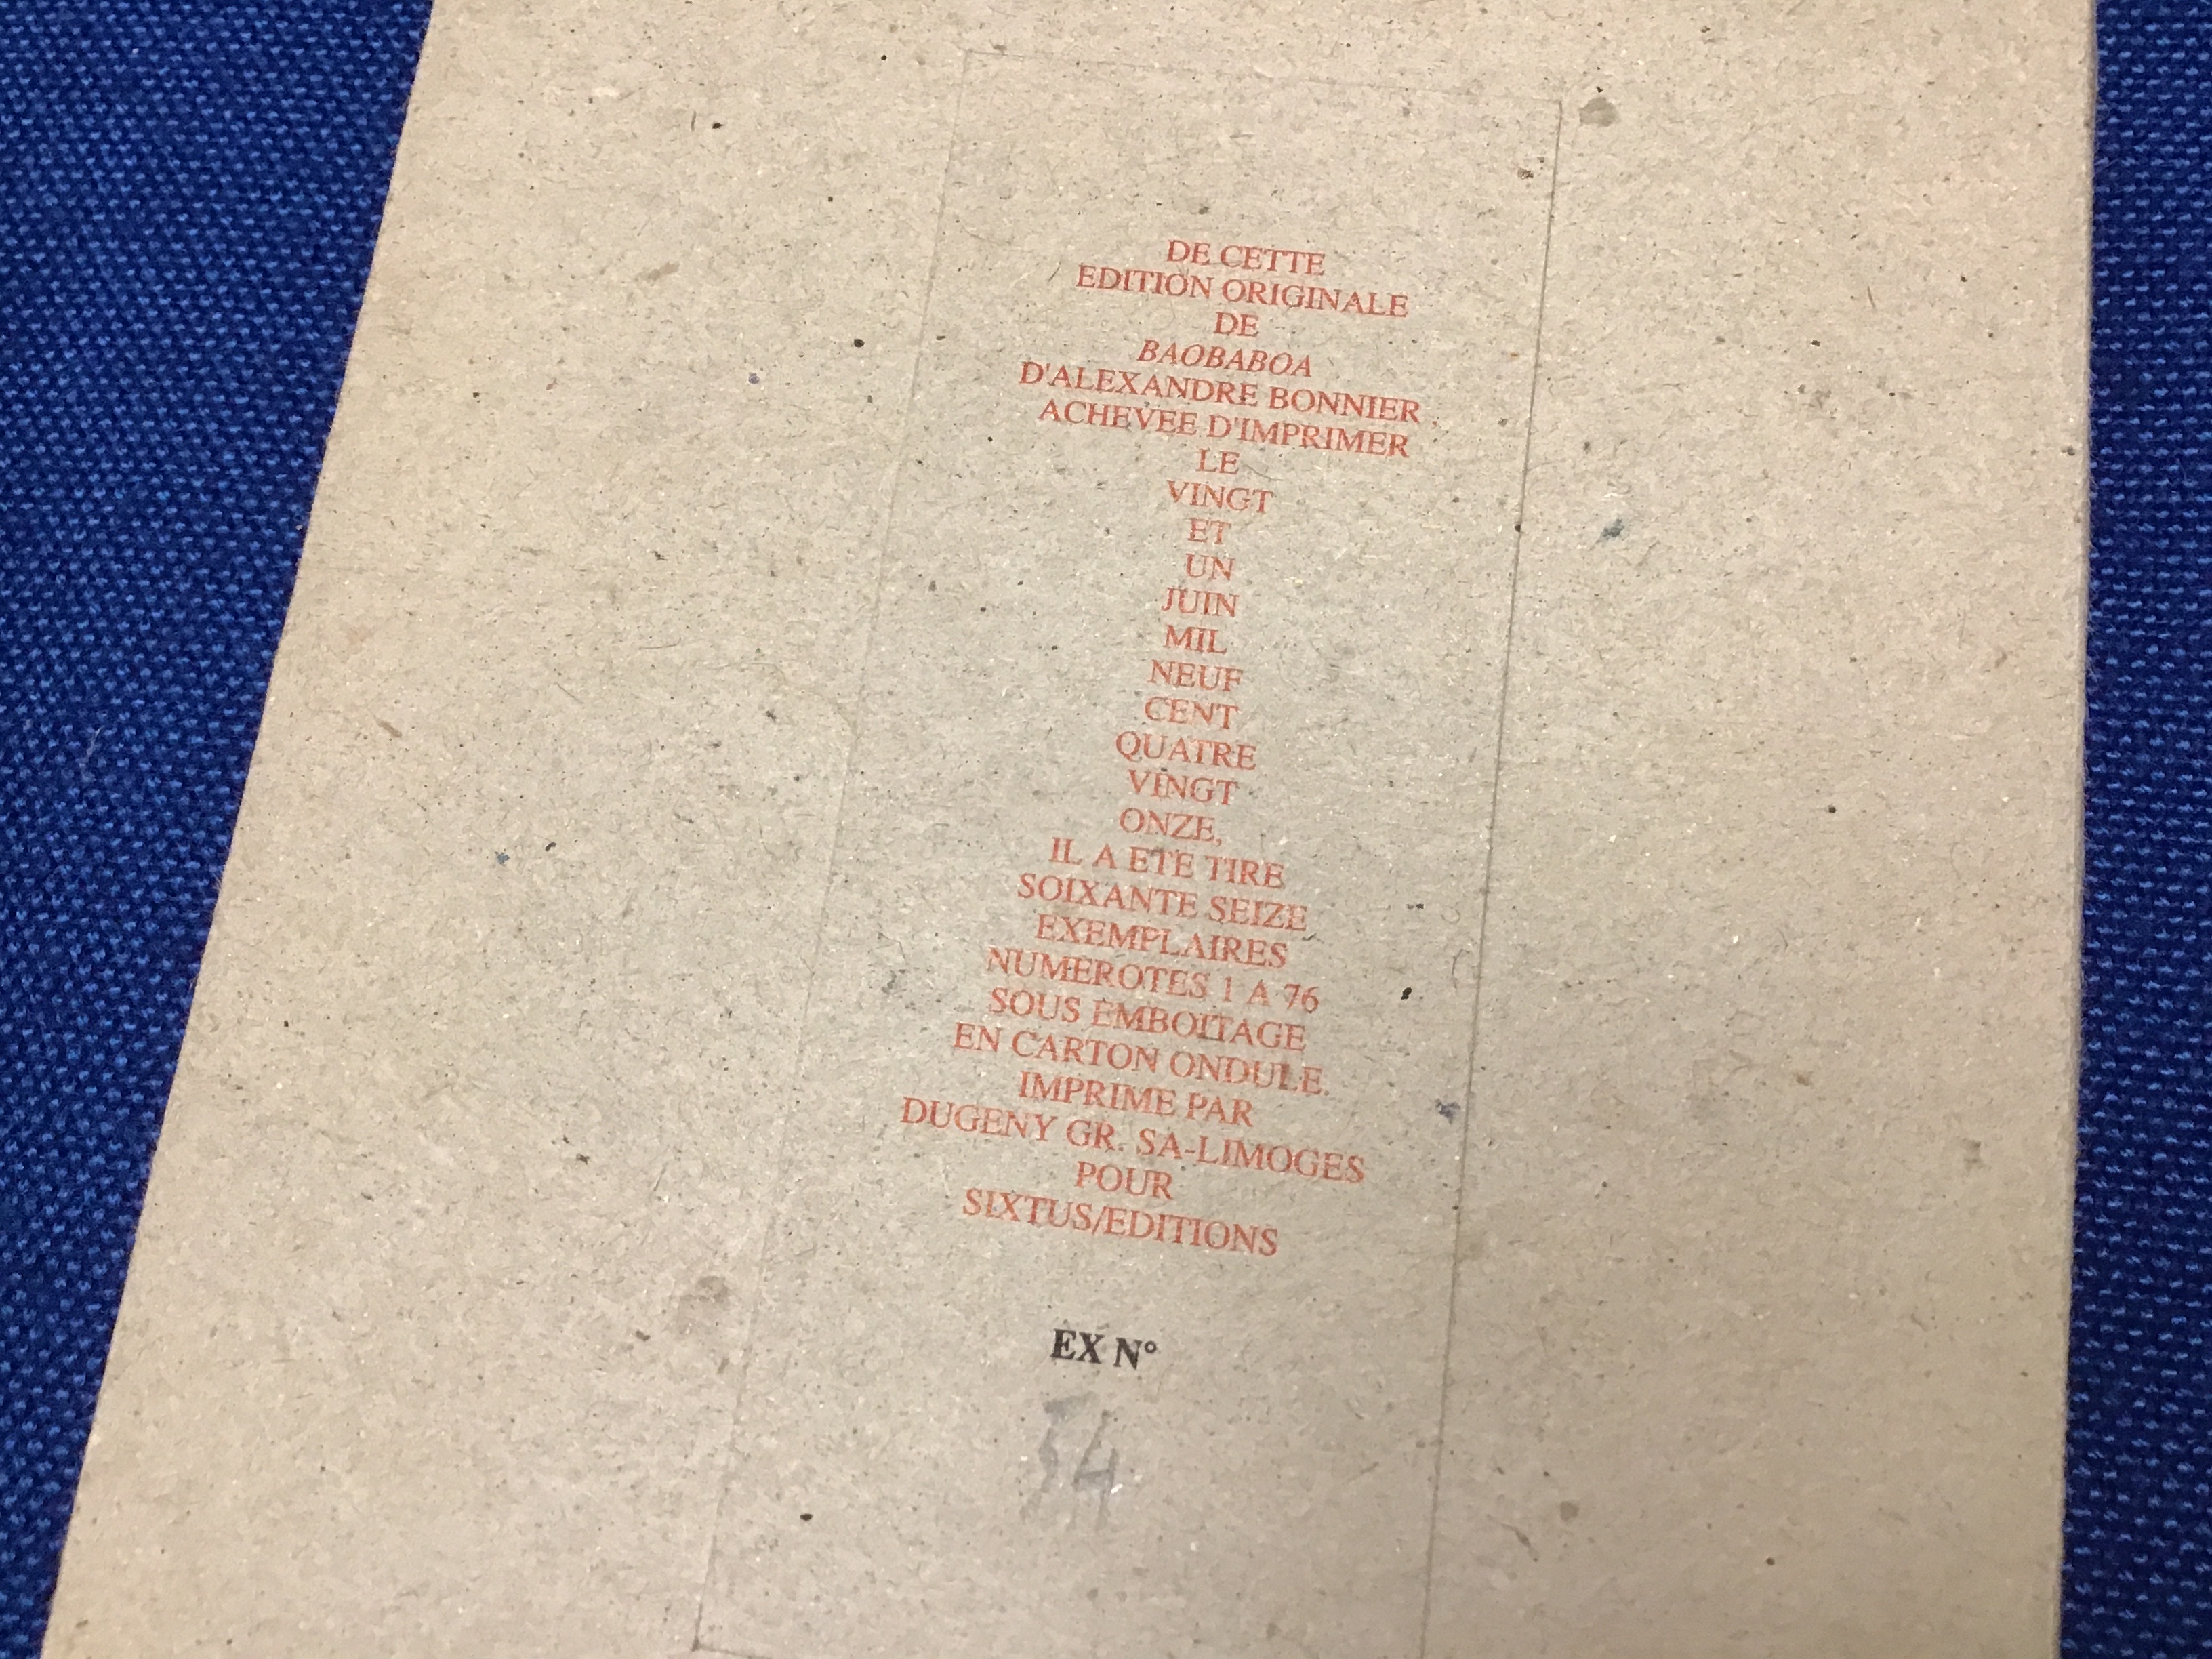 DE CETTE
EDITION ORIGINALE
DE
BAOBABOA
D'ALEXANDRE BONNIER
ACHEVEE D'IMPRIMER
LE
VINGT
ET
UN
JUIN
MIL
NEUF
CENT
QUATRE
VINGT
ONZE,
IL A ETE TIRE
SOIXANTE SEIZE
EXEMPLAIRES
NUMEROTES 1 A 76
SOUS EMBOITAGE
EN CARTON ONDULE.
IMPRIME PAR
DUGENY GR. SA-LIMOGES
POUR
SIXTUS/EDITIONS
EX N°
54